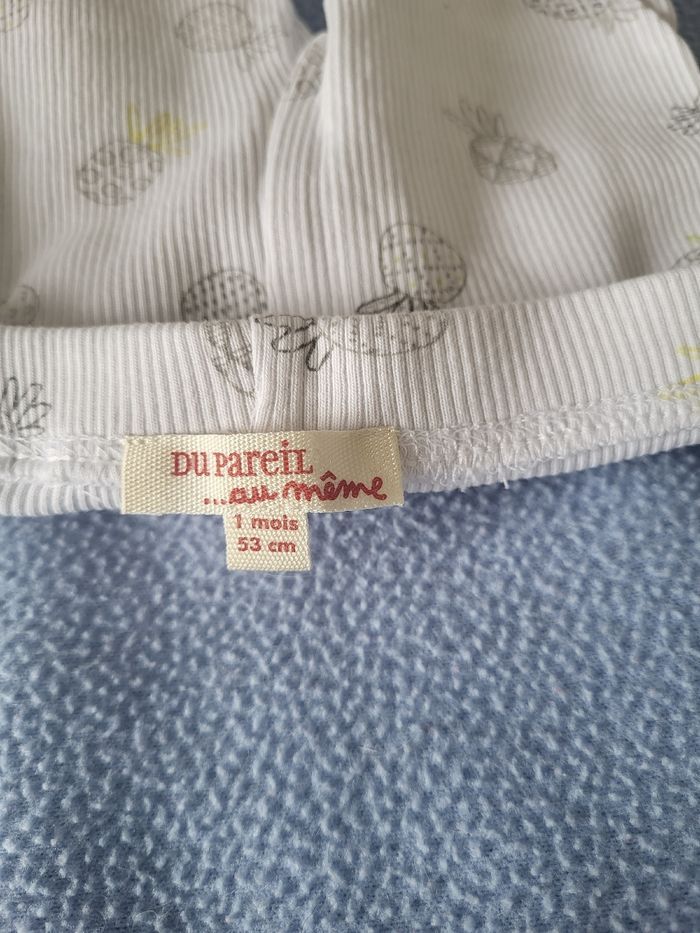 DU PAREIL
...au même
1 mois
53 cm